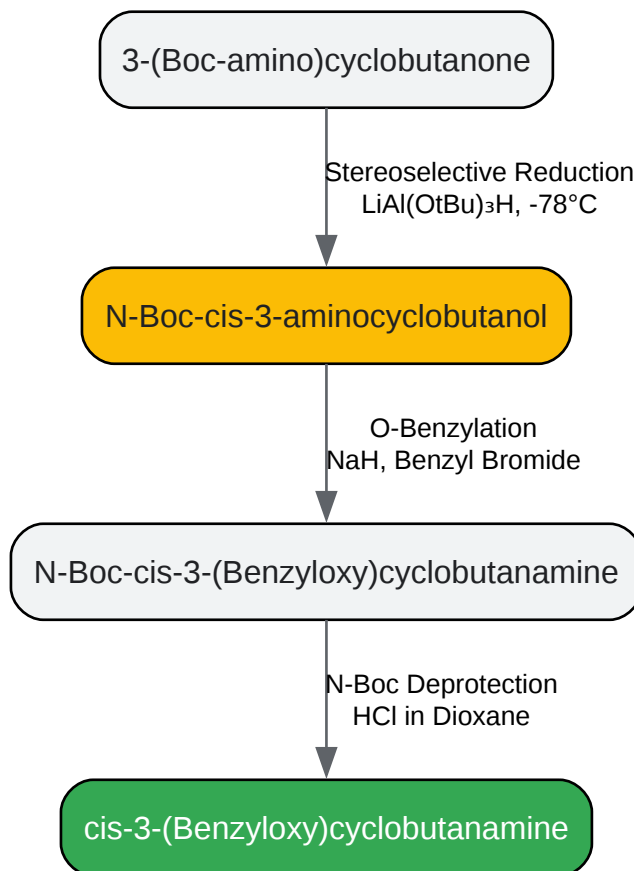 3-(Boc-amino)cyclobutanone
Stereoselective Reduction
LiAl(OtBu)₃H, -78°C
N-Boc-cis-3-aminocyclobutanol
O-Benzylation
NaH, Benzyl Bromide
N-Boc-cis-3-(Benzyloxy)cyclobutanamine
N-Boc Deprotection
HCl in Dioxane
cis-3-(Benzyloxy)cyclobutanamine